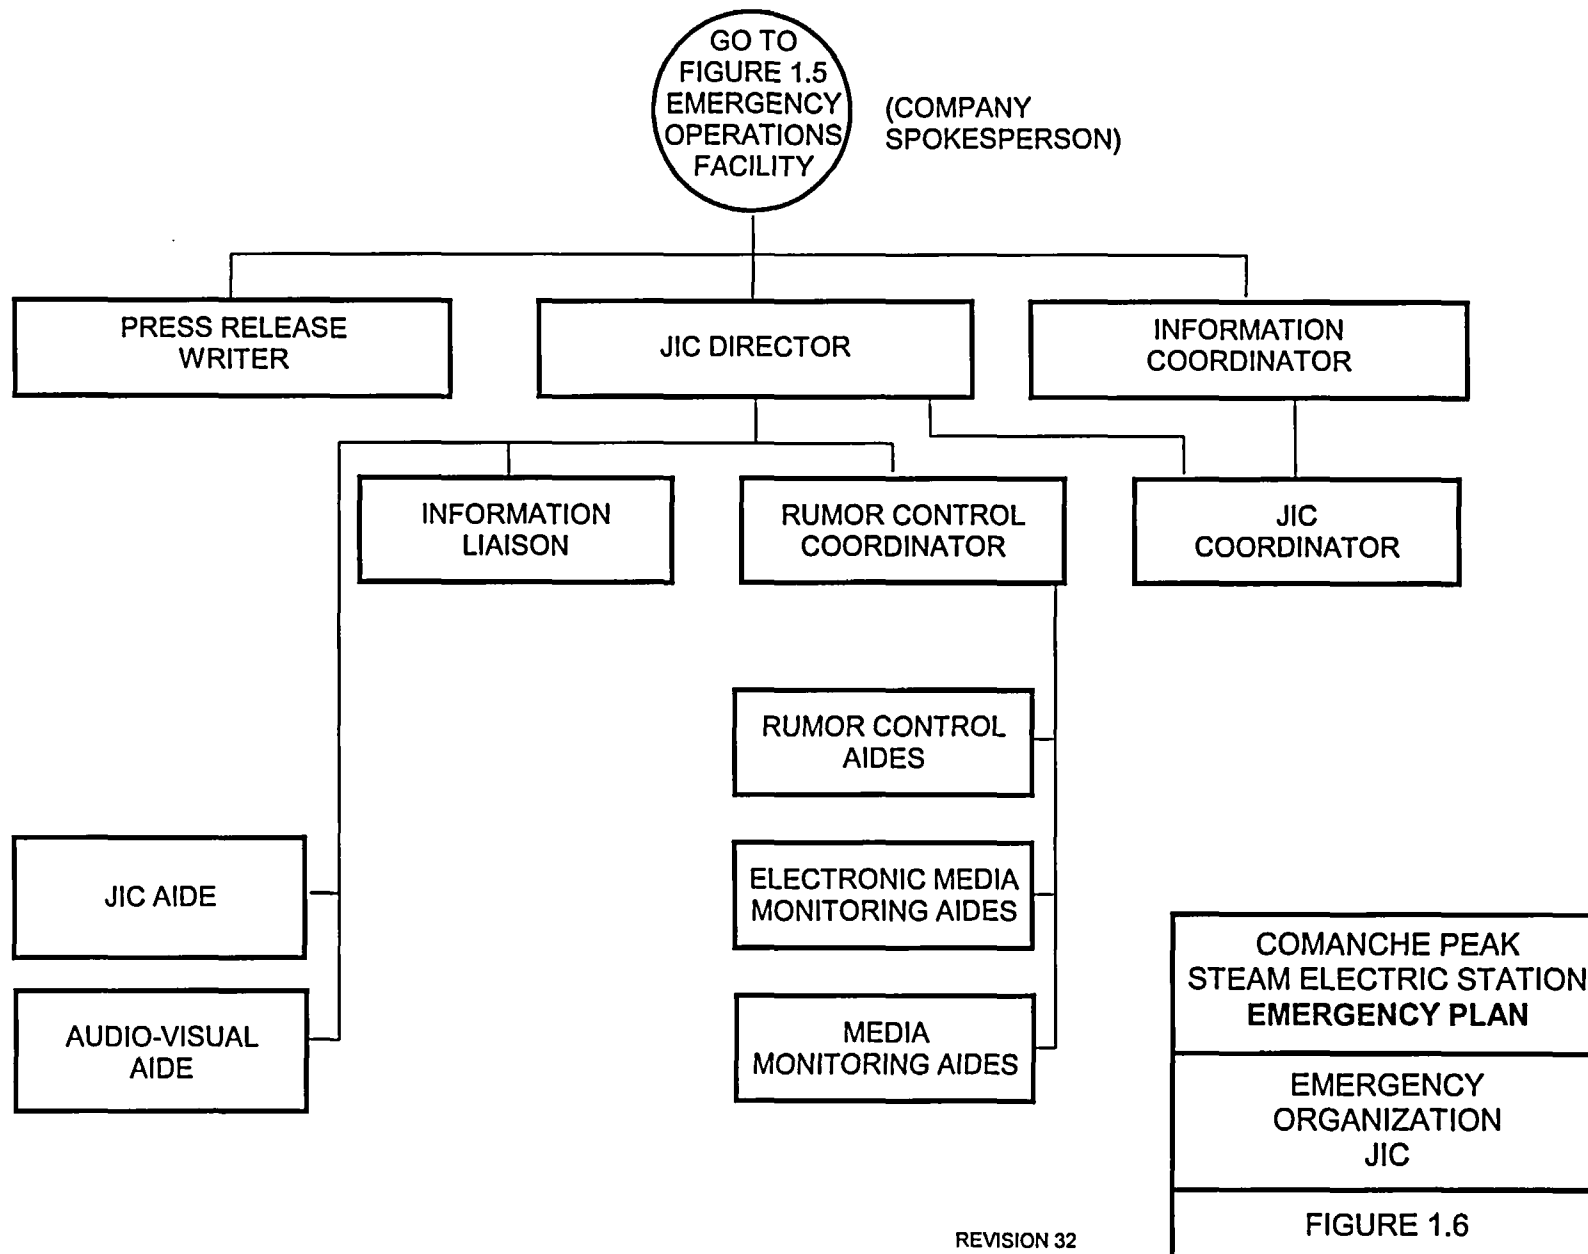 GO TO
FIGURE 1.5
EMERGENCY
OPERATIONS
FACILITY
(COMPANY
SPOKESPERSON)
PRESS RELEASE
WRITER
JIC DIRECTOR
INFORMATION
COORDINATOR
INFORMATION
LIAISON
RUMOR CONTROL
COORDINATOR
JIC
COORDINATOR
RUMOR CONTROL
AIDES
JIC AIDE
ELECTRONIC MEDIA
MONITORING AIDES
AUDIO-VISUAL
AIDE
MEDIA
MONITORING AIDES
COMANCHE PEAK
STEAM ELECTRIC STATION
EMERGENCY PLAN
EMERGENCY
ORGANIZATION
JIC
FIGURE 1.6
REVISION 32